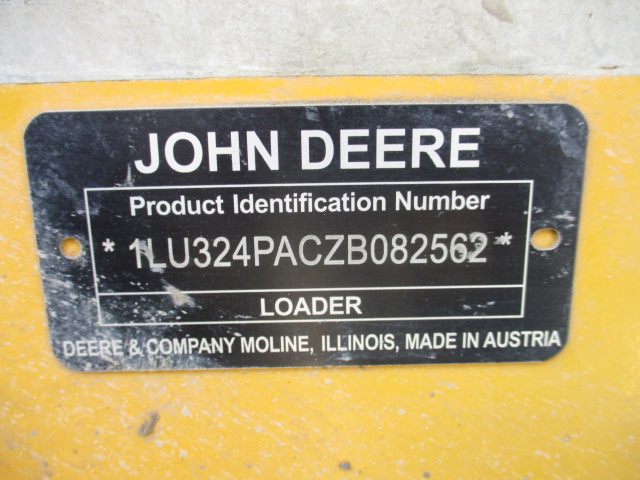 JOHN DEERE
Product Identification Number
* 1LU324PACZB082562 *
LOADER
DEERE & COMPANY MOLINE, ILLINOIS, MADE IN AUSTRIA